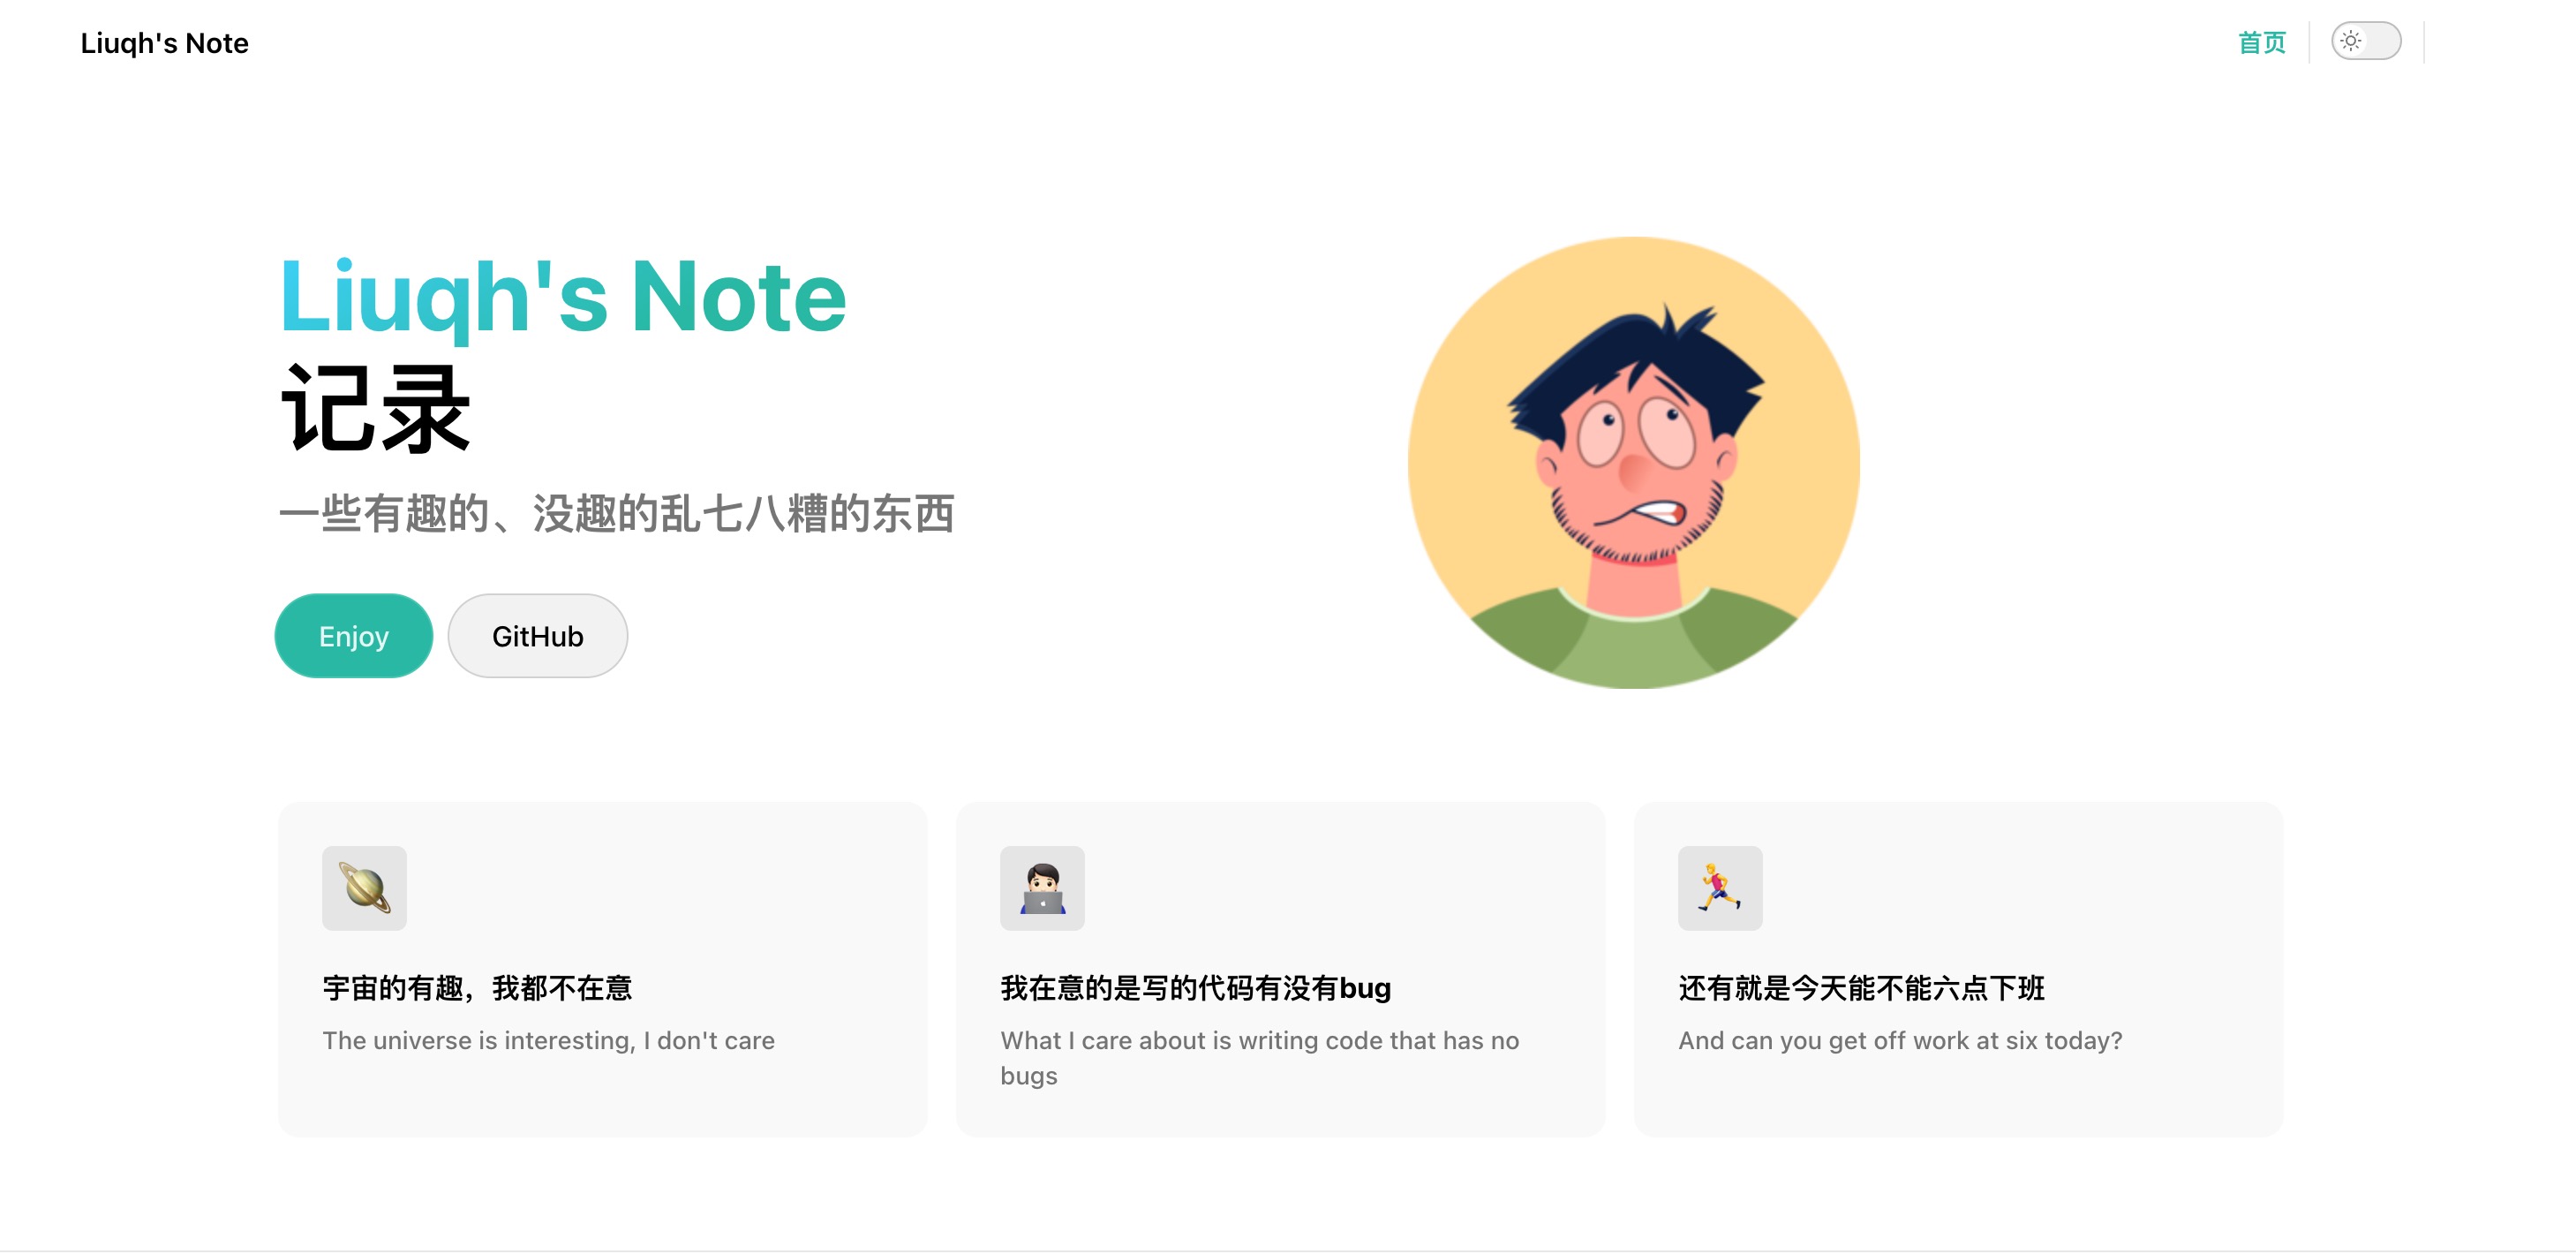 Liuqh's Note
首页
Liuqh's Note
记录
一些有趣的、没趣的乱七八糟的东西
Enjoy
GitHub
宇宙的有趣，我都不在意
The universe is interesting, I don't care
我在意的是写的代码有没有bug
What I care about is writing code that has no
bugs
还有就是今天能不能六点下班
And can you get off work at six today?